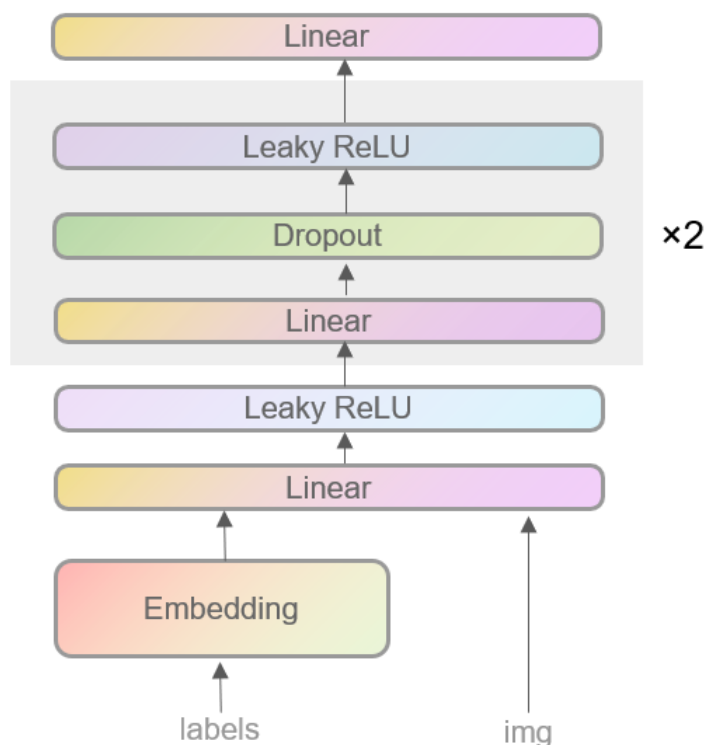 Linear
Leaky ReLU
Dropout
×2
Linear
Leaky ReLU
Linear
Embedding
labels
img